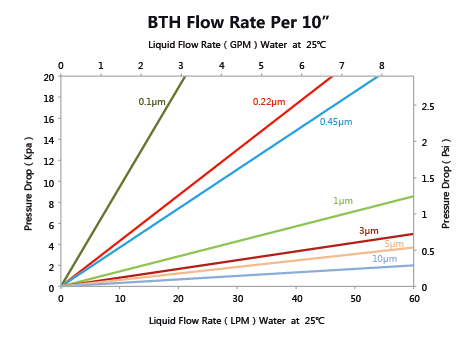 BTH Flow Rate Per 10”
Liquid Flow Rate ( GPM ) Water at 25℃
0 1 2 3 4 5 6 7 8
20
18
16
14
12
10
8
6
4
2
0
Pressure Drop ( Kpa )
0.1μm
0.22μm
0.45μm
1μm
3μm
5μm
10μm
2.5
2
1.5
1
0.5
0
Pressure Drop ( Psi )
0 10 20 30 40 50 60
Liquid Flow Rate ( LPM ) Water at 25℃